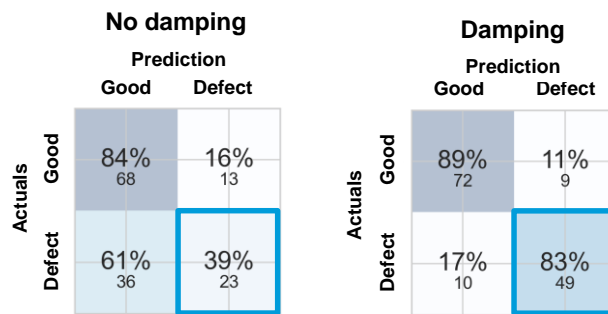 No damping
Prediction
Good Defect
Actuals
Good
84% 16%
68 13
Defect
61% 39%
36 23
Damping
Prediction
Good Defect
Actuals
Good
89% 11%
72 9
Defect
17% 83%
10 49